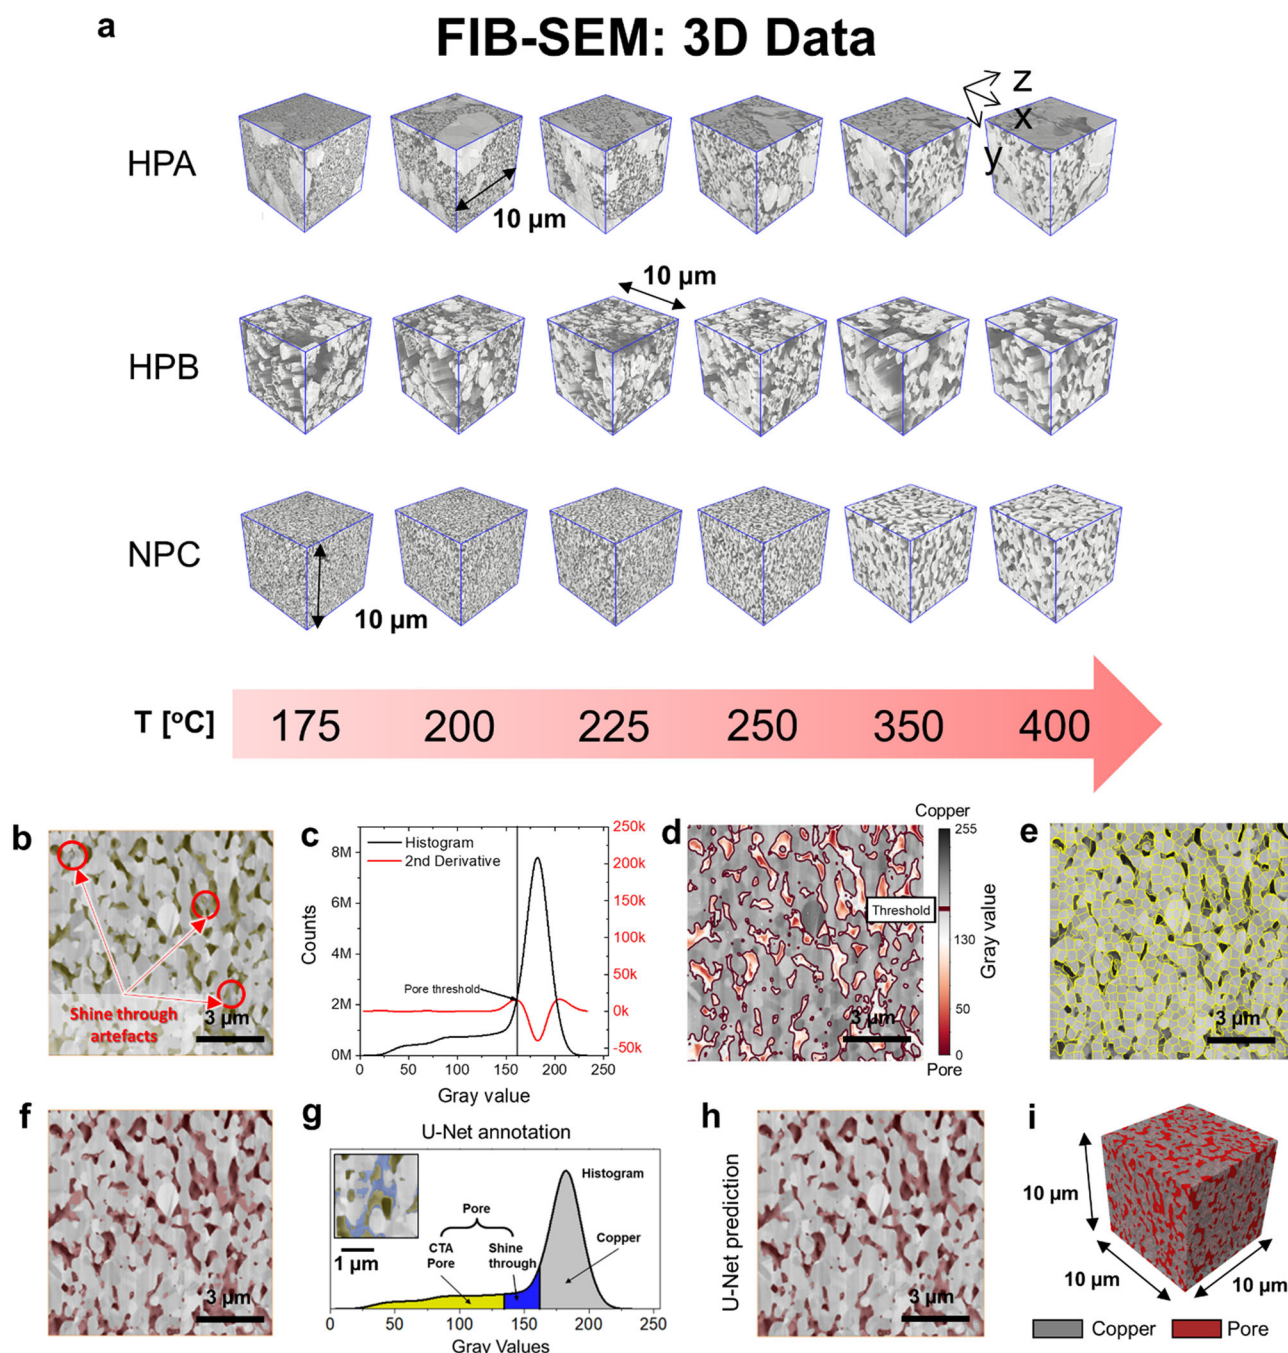 a
FIB-SEM: 3D Data
z
x
y
HPA
10 µm
10 µm
HPB
NPC
10 µm
T [°C]
175 200 225 250 350 400
b
Shine through
artefacts
3 µm
c
Histogram
2nd Derivative
8M
6M
4M
2M
0M
Counts
Pore threshold
250k
200k
150k
100k
50k
0k
-50k
0 50 100 150 200 250
Gray value
d
Copper
255
Threshold
130
50
0
Pore
Gray value
3 µm
e
3 µm
f
3 µm
g
U-Net annotation
Histogram
Pore
CTA
Pore
Shine
through
Copper
1 µm
0 50 100 150 200 250
Gray Values
h
U-Net prediction
3 µm
i
10 µm
10 µm
10 µm
Copper Pore